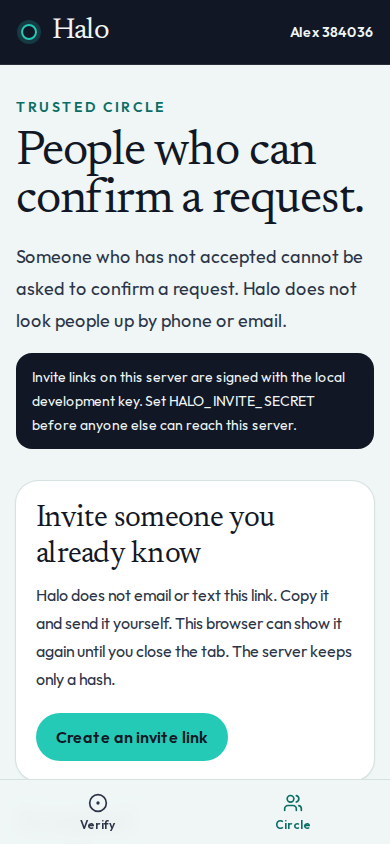 Halo
Alex 384036
TRUSTED CIRCLE
People who can
confirm a request.
Someone who has not accepted cannot be
asked to confirm a request. Halo does not
look people up by phone or email.
Invite links on this server are signed with the local
development key. Set HALO_INVITE_SECRET
before anyone else can reach this server.
Invite someone you
already know
Halo does not email or text this link. Copy it
and send it yourself. This browser can show it
again until you close the tab. The server keeps
only a hash.
Create an invite link
Verify
Circle